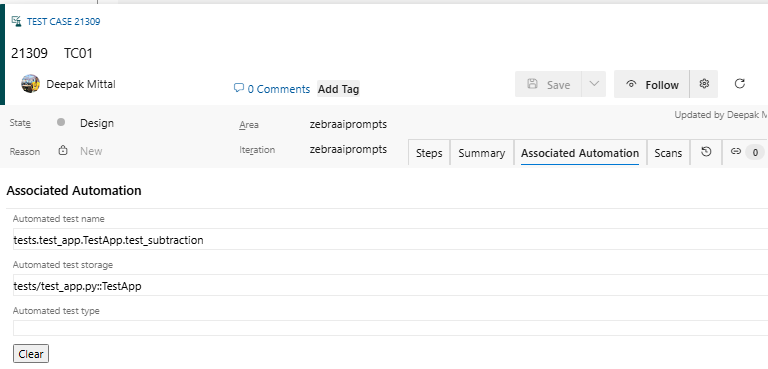 TEST CASE 21309
21309 TC01
Deepak Mittal
0 Comments
Add Tag
Save
Follow
State
Design
Area
zebraaiprompts
Updated by Deepak M
Reason
New
Iteration
zebraaiprompts
Steps
Summary
Associated Automation
Scans
0
Associated Automation
Automated test name
tests.test_app.TestApp.test_subtraction
Automated test storage
tests/test_app.py::TestApp
Automated test type
Clear